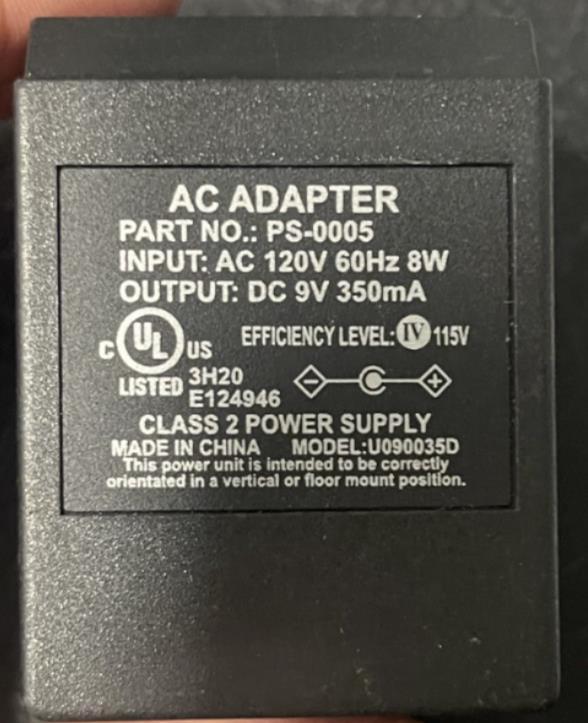 AC ADAPTER
PART NO.: PS-0005
INPUT: AC 120V 60Hz 8W
OUTPUT: DC 9V 350mA
C UL US EFFICIENCY LEVEL: IV 115V
LISTED 3H20
E124946
- +
CLASS 2 POWER SUPPLY
MADE IN CHINA MODEL:U090035D
This power unit is intended to be correctly
orientated in a vertical or floor mount position.